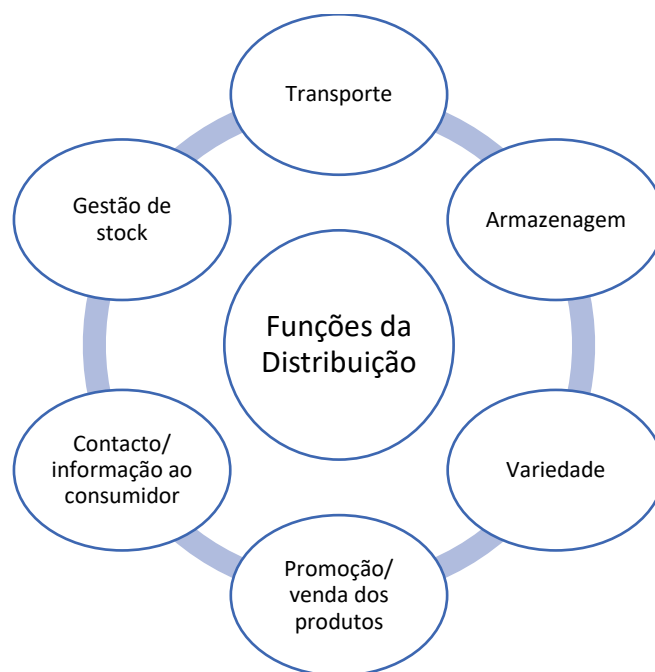 Transporte
Gestão de
stock
Armazenagem
Funções da
Distribuição
Contacto/
informação ao
consumidor
Variedade
Promoção/
venda dos
produtos